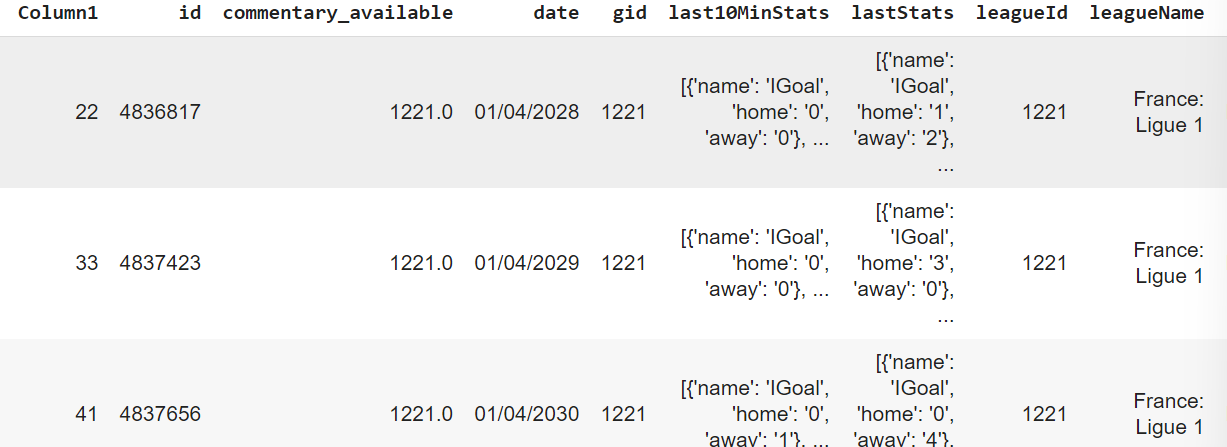 Column1 id commentary_available date gid last10MinStats lastStats leagueId leagueName
[{'name':
[{'name': 'IGoal', 'IGoal', France:
22 4836817 1221.0 01/04/2028 1221 'home': '0', 'home': '1', 1221 Ligue 1
'away': '0'}, ... 'away': '2'},
...
[{'name':
[{'name': 'IGoal', 'IGoal', France:
33 4837423 1221.0 01/04/2029 1221 'home': '0', 'home': '3', 1221 Ligue 1
'away': '0'}, ... 'away': '0'},
...
[{'name':
[{'name': 'IGoal', 'IGoal', France:
41 4837656 1221.0 01/04/2030 1221 'home': '0', 'home': '0', 1221 Ligue 1
'away': '1'}, ... 'away': '4'},